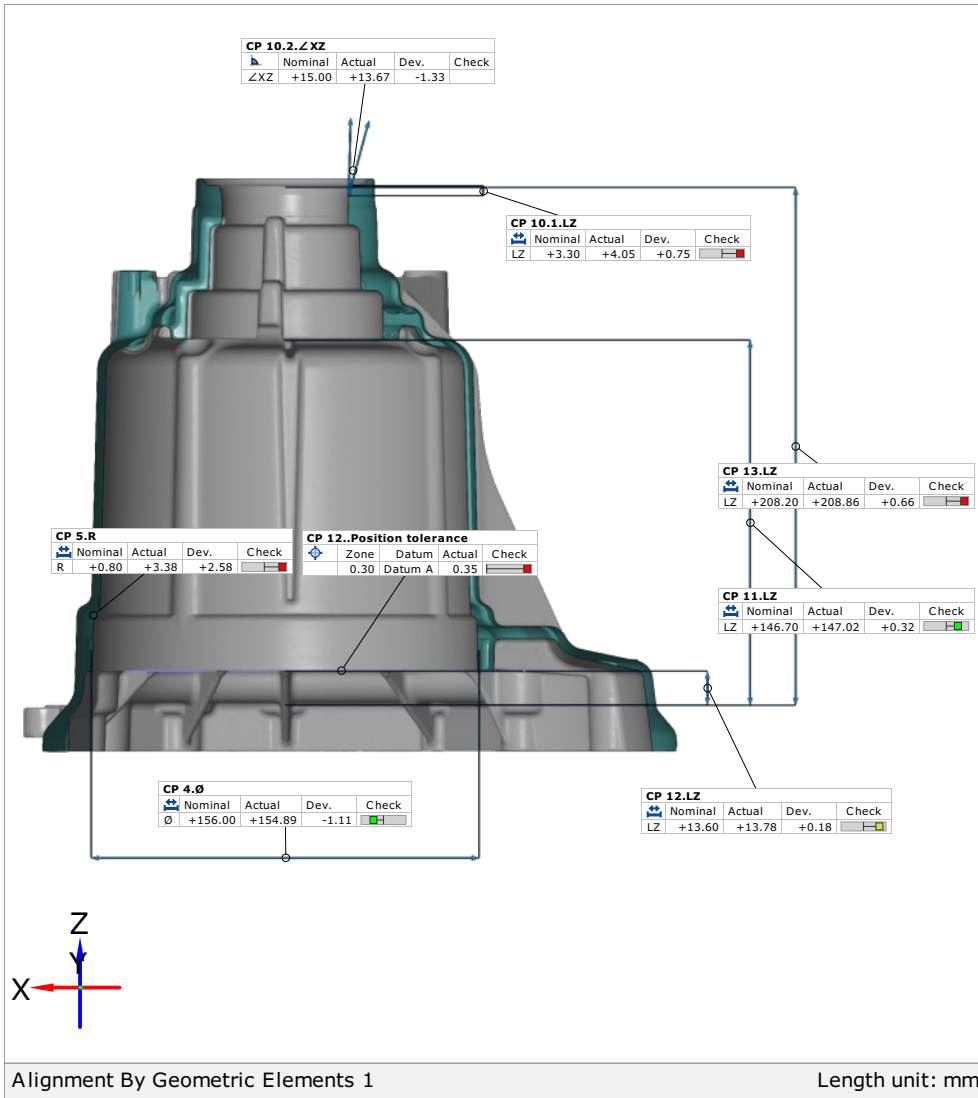 CP 10.2.∠XZ
Nominal Actual Dev. Check
∠XZ +15.00 +13.67 -1.33
CP 10.1.LZ
Nominal Actual Dev. Check
LZ +3.30 +4.05 +0.75
CP 13.LZ
Nominal Actual Dev. Check
LZ +208.20 +208.86 +0.66
CP 5.R
Nominal Actual Dev. Check
R +0.80 +3.38 +2.58
CP 12..Position tolerance
Zone Datum Actual Check
0.30 Datum A 0.35
CP 11.LZ
Nominal Actual Dev. Check
LZ +146.70 +147.02 +0.32
CP 4.Ø
Nominal Actual Dev. Check
Ø +156.00 +154.89 -1.11
CP 12.LZ
Nominal Actual Dev. Check
LZ +13.60 +13.78 +0.18
Z
Y
X
Alignment By Geometric Elements 1
Length unit: mm